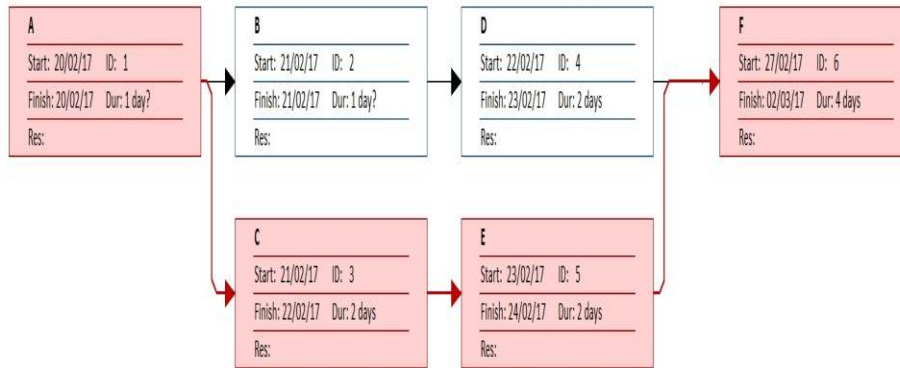 A
Start: 20/02/17 ID: 1
Finish: 20/02/17 Dur: 1 day?
Res:
B
Start: 21/02/17 ID: 2
Finish: 21/02/17 Dur: 1 day?
Res:
D
Start: 22/02/17 ID: 4
Finish: 23/02/17 Dur: 2 days
Res:
F
Start: 27/02/17 ID: 6
Finish: 02/03/17 Dur: 4 days
Res:
C
Start: 21/02/17 ID: 3
Finish: 22/02/17 Dur: 2 days
Res:
E
Start: 23/02/17 ID: 5
Finish: 24/02/17 Dur: 2 days
Res: